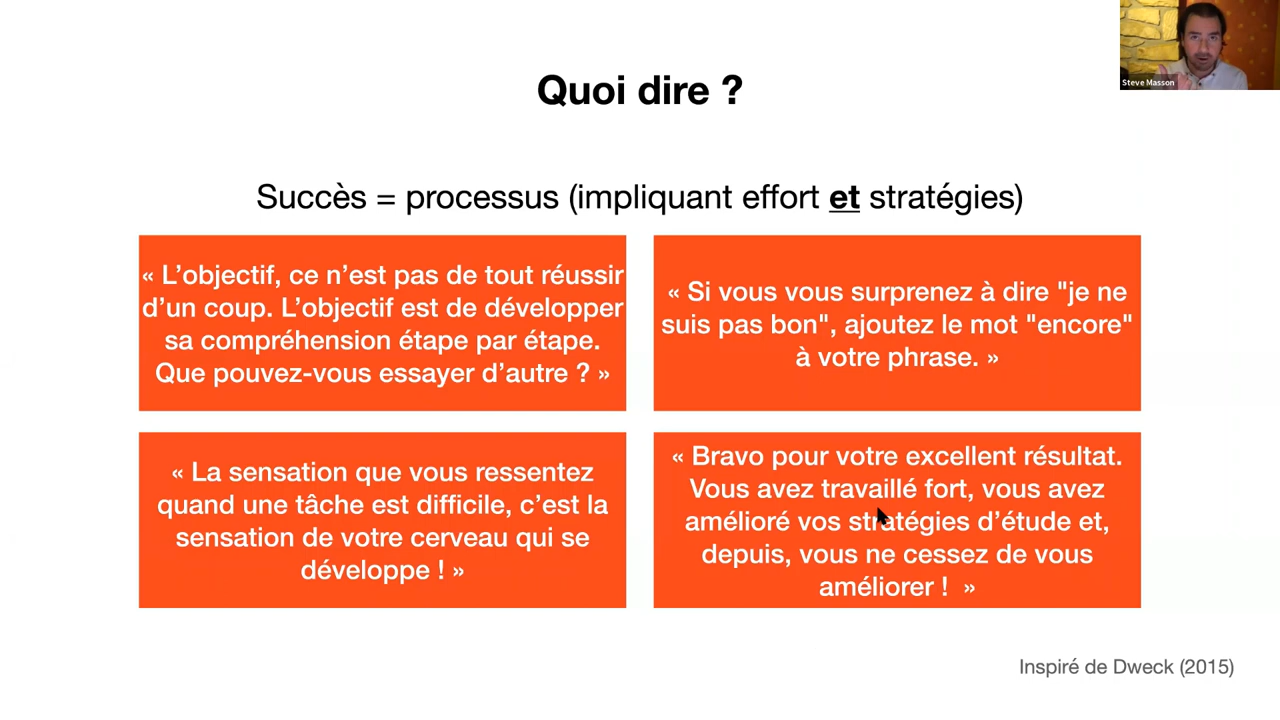 Steve Masson
Quoi dire ?
Succès = processus (impliquant effort et stratégies)
« L'objectif, ce n'est pas de tout réussir
d'un coup. L'objectif est de développer
sa compréhension étape par étape.
Que pouvez-vous essayer d'autre ? »
« Si vous vous surprenez à dire "je ne
suis pas bon", ajoutez le mot "encore"
à votre phrase. »
« La sensation que vous ressentez
quand une tâche est difficile, c'est la
sensation de votre cerveau qui se
développe ! »
« Bravo pour votre excellent résultat.
Vous avez travaillé fort, vous avez
amélioré vos stratégies d'étude et,
depuis, vous ne cessez de vous
améliorer ! »
Inspiré de Dweck (2015)